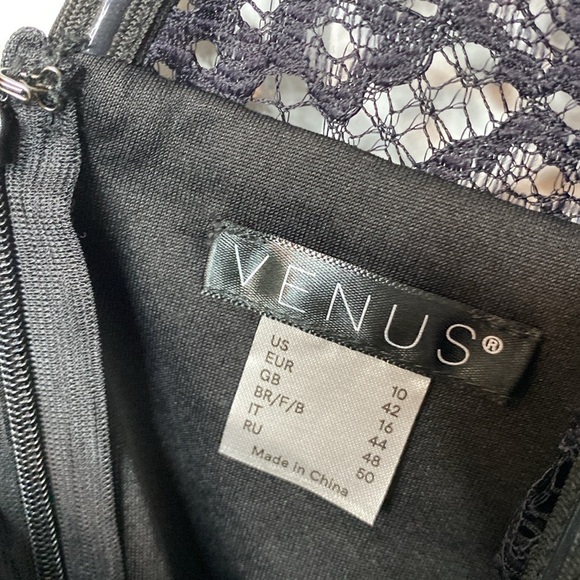 VENUS®
US 10
EUR 42
GB 16
BR/F/B 44
IT 48
RU 50
Made in China